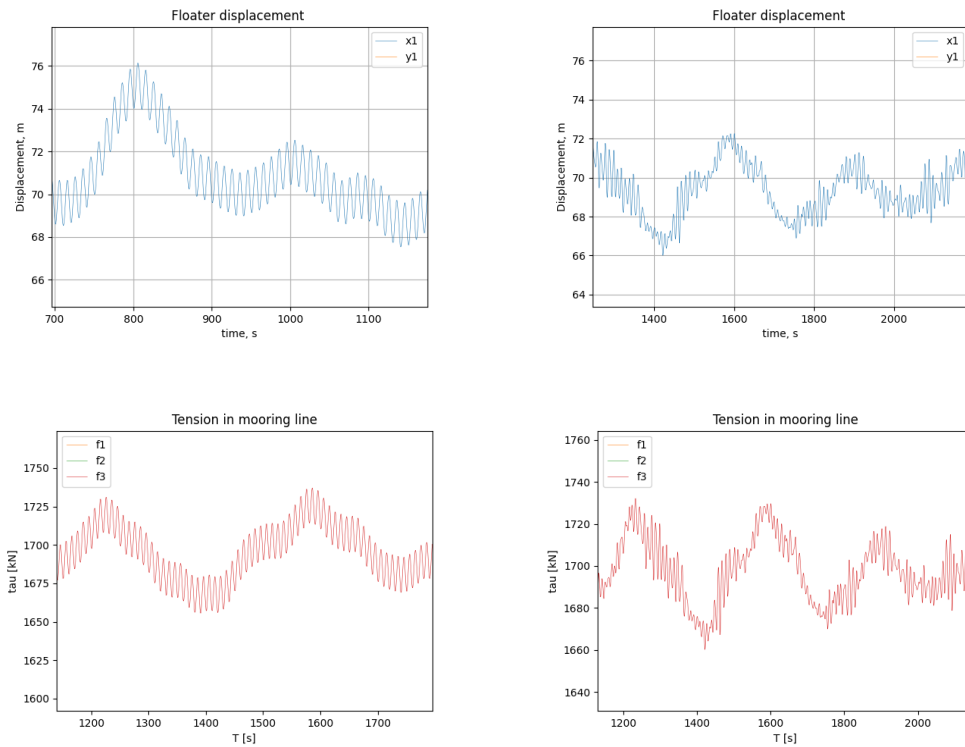 Floater displacement
x1
y1
Displacement, m
76
74
72
70
68
66
700 800 900 1000 1100
time, s
Floater displacement
x1
y1
Displacement, m
76
74
72
70
68
66
64
1400 1600 1800 2000
time, s
Tension in mooring line
f1
f2
f3
tau [kN]
1750
1725
1700
1675
1650
1625
1600
1200 1300 1400 1500 1600 1700
T [s]
Tension in mooring line
f1
f2
f3
tau [kN]
1760
1740
1720
1700
1680
1660
1640
1200 1400 1600 1800 2000
T [s]